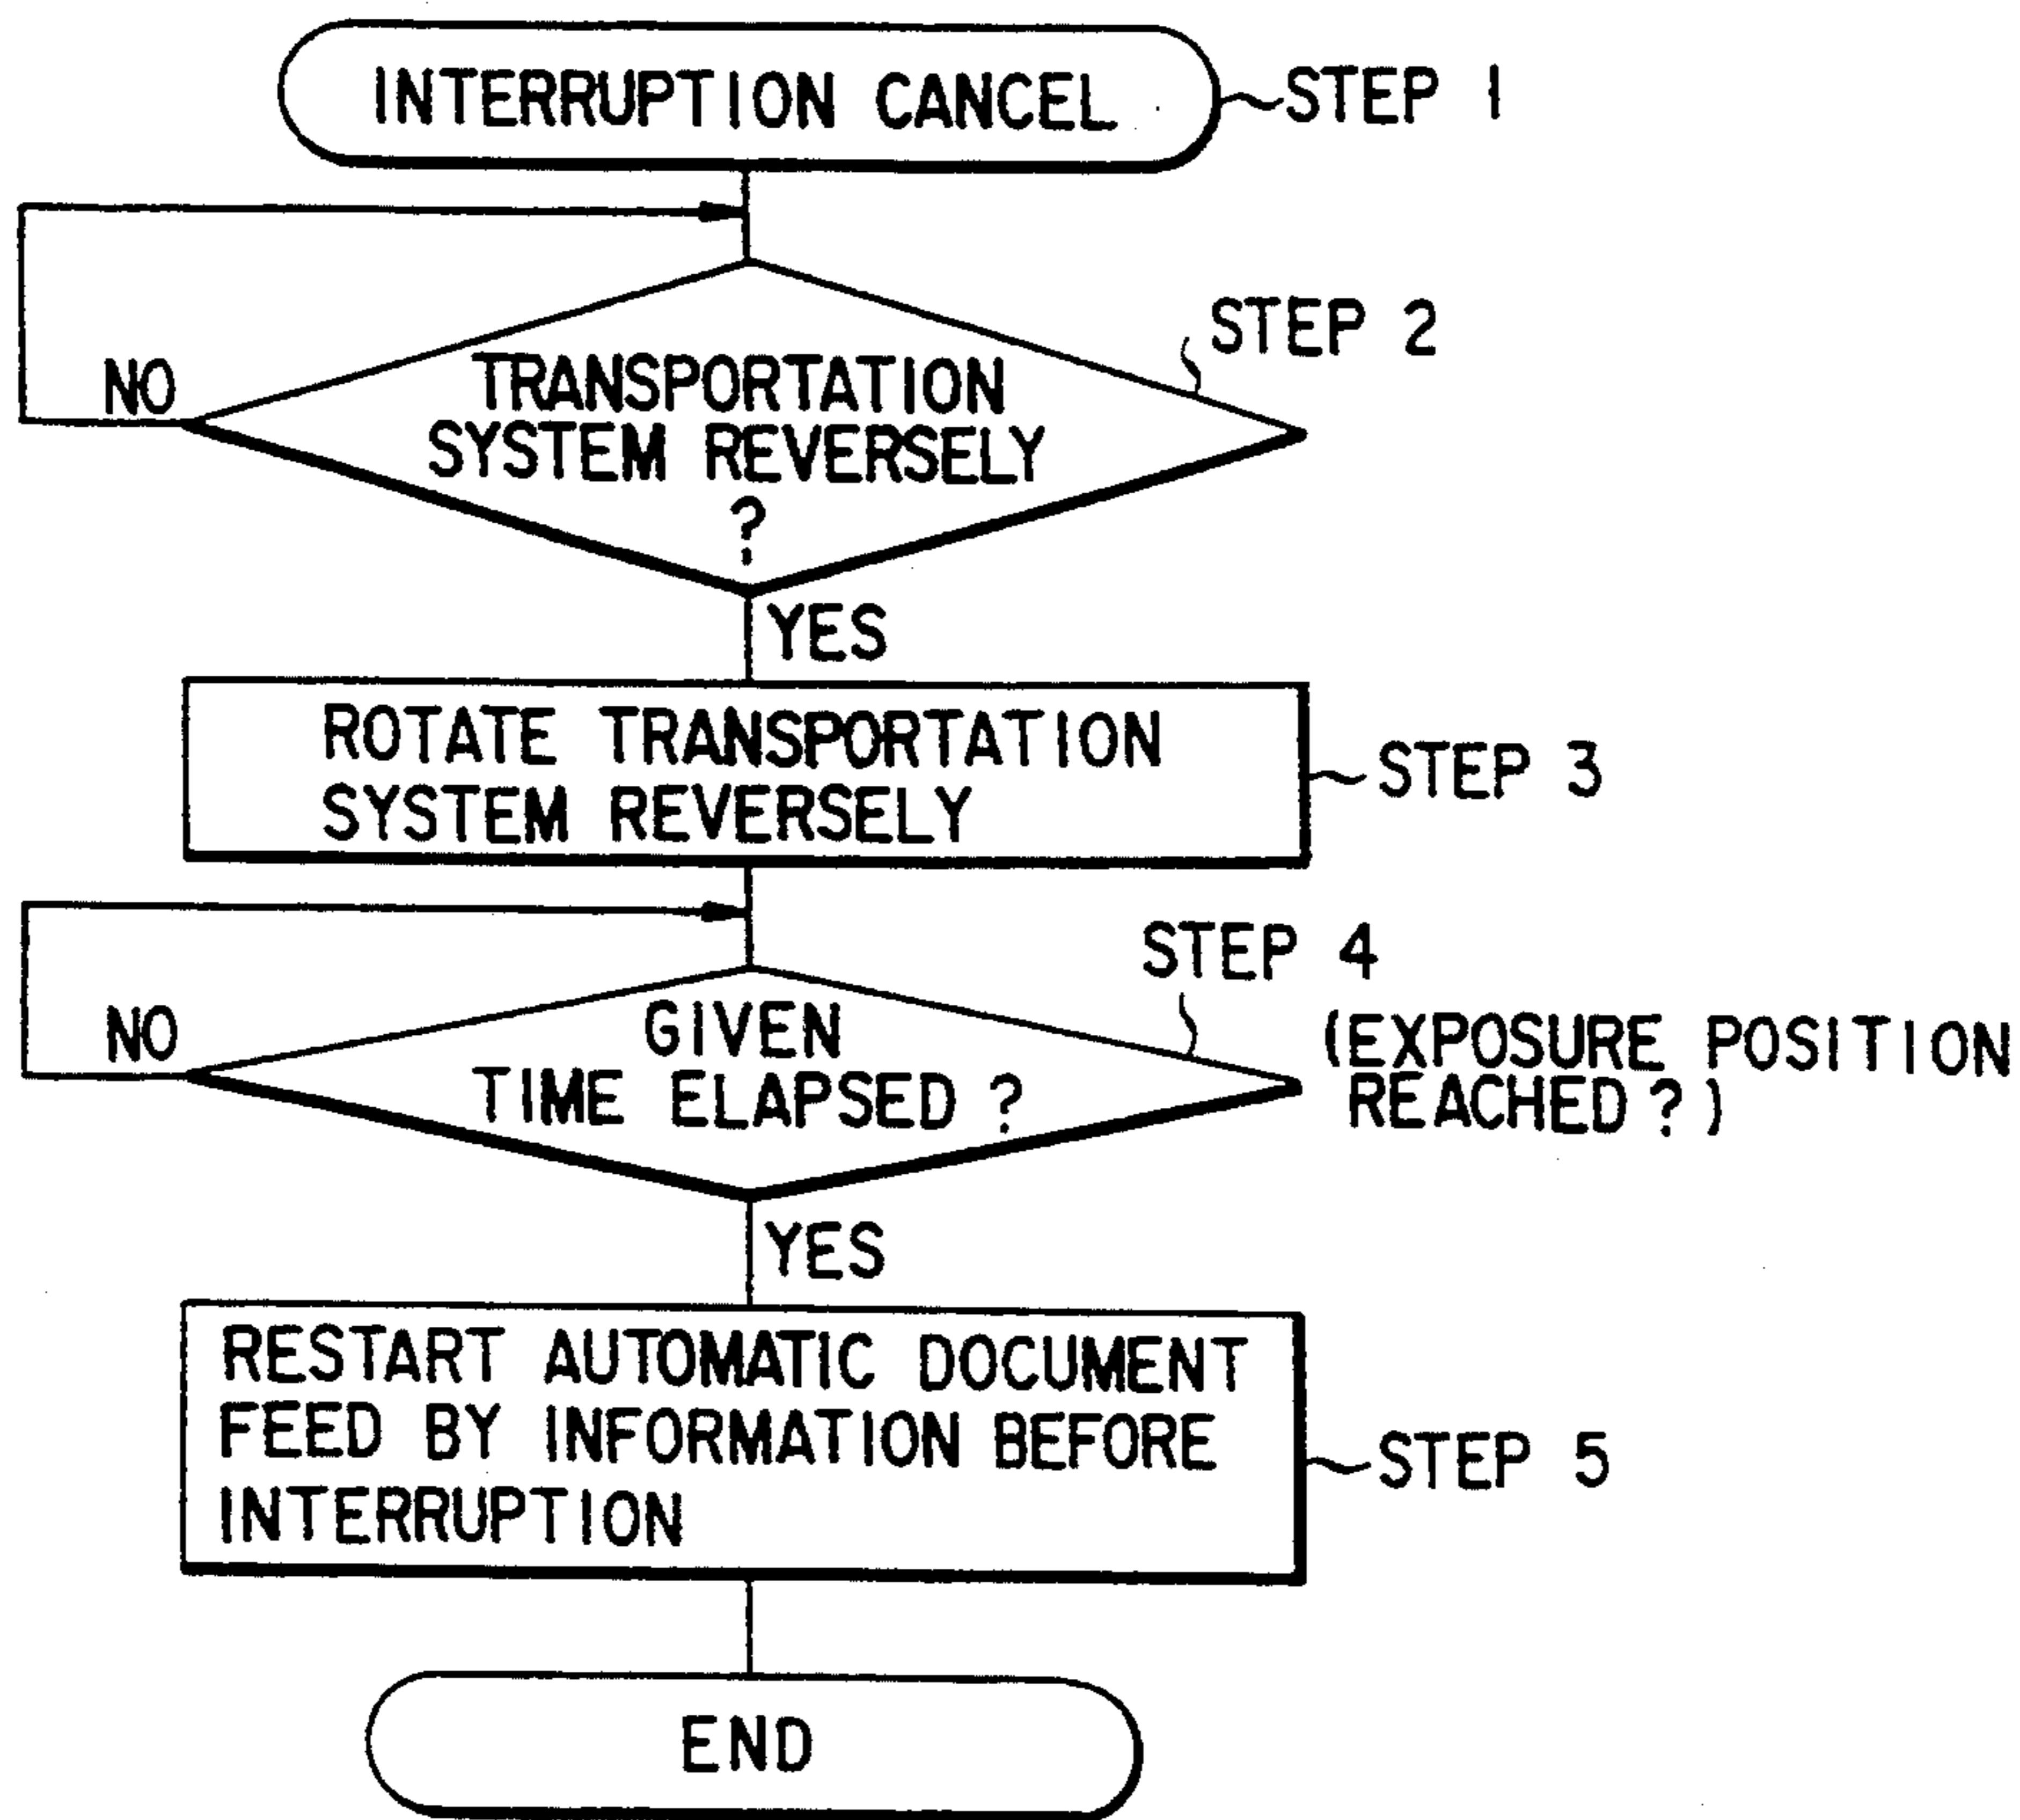 INTERRUPTION CANCEL
STEP 1
STEP 2
NO
TRANSPORTATION
SYSTEM REVERSELY
?
YES
ROTATE TRANSPORTATION
SYSTEM REVERSELY
STEP 3
STEP 4
NO
GIVEN
TIME ELAPSED ?
(EXPOSURE POSITION
REACHED ?)
YES
RESTART AUTOMATIC DOCUMENT
FEED BY INFORMATION BEFORE
INTERRUPTION
STEP 5
END